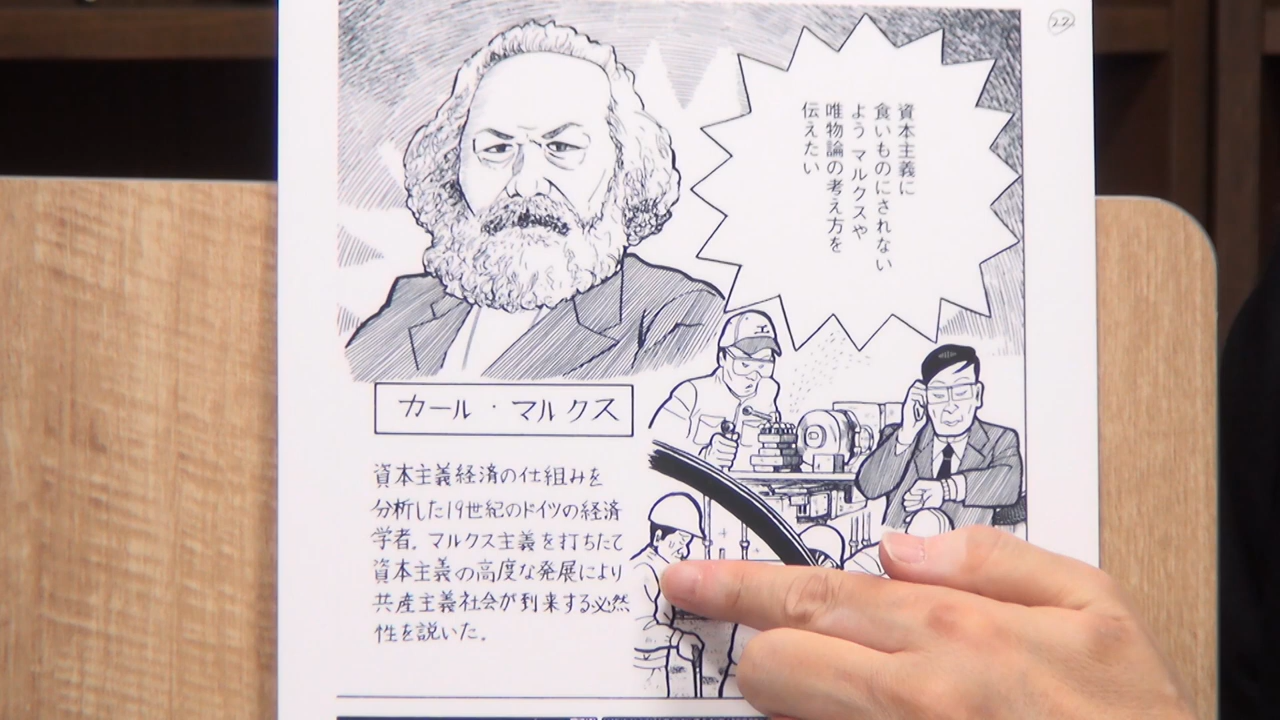 22
資本主義に
食いものにされない
よう マルクスや
唯物論の考え方を
伝えたい
工
カール・マルクス
資本主義経済の仕組みを
分析した19世紀のドイツの経済
学者。マルクス主義を打ちたて
資本主義の高度な発展により
共産主義社会が到来する必然
性を説いた。